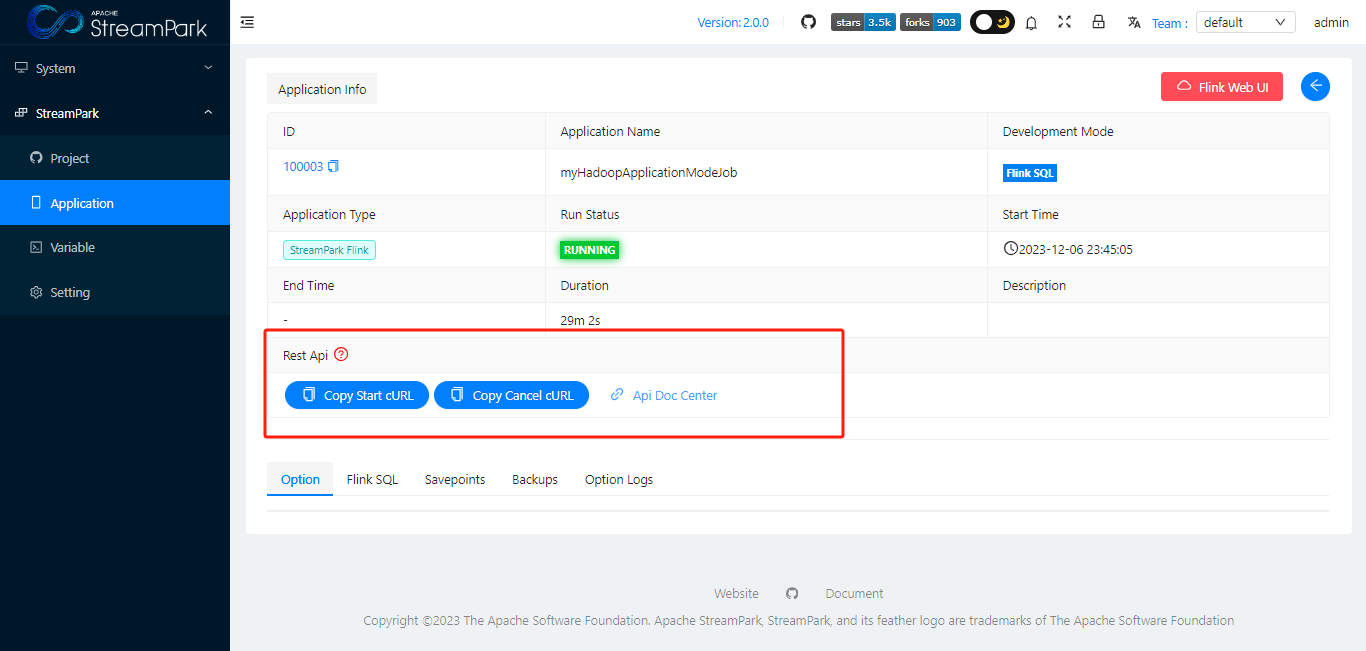 APACHE
StreamPark
Version: 2.0.0
stars 3.5k forks 903
Team :
default
admin
System
StreamPark
Project
Application
Variable
Setting
Application Info
Flink Web UI
ID
Application Name
Development Mode
100003
myHadoopApplicationModeJob
Flink SQL
Application Type
Run Status
Start Time
StreamPark Flink
RUNNING
2023-12-06 23:45:05
End Time
Duration
Description
-
29m 2s
Rest Api
Copy Start cURL
Copy Cancel cURL
Api Doc Center
Option
Flink SQL
Savepoints
Backups
Option Logs
Website
Document
Copyright ©2023 The Apache Software Foundation. Apache StreamPark, StreamPark, and its feather logo are trademarks of The Apache Software Foundation